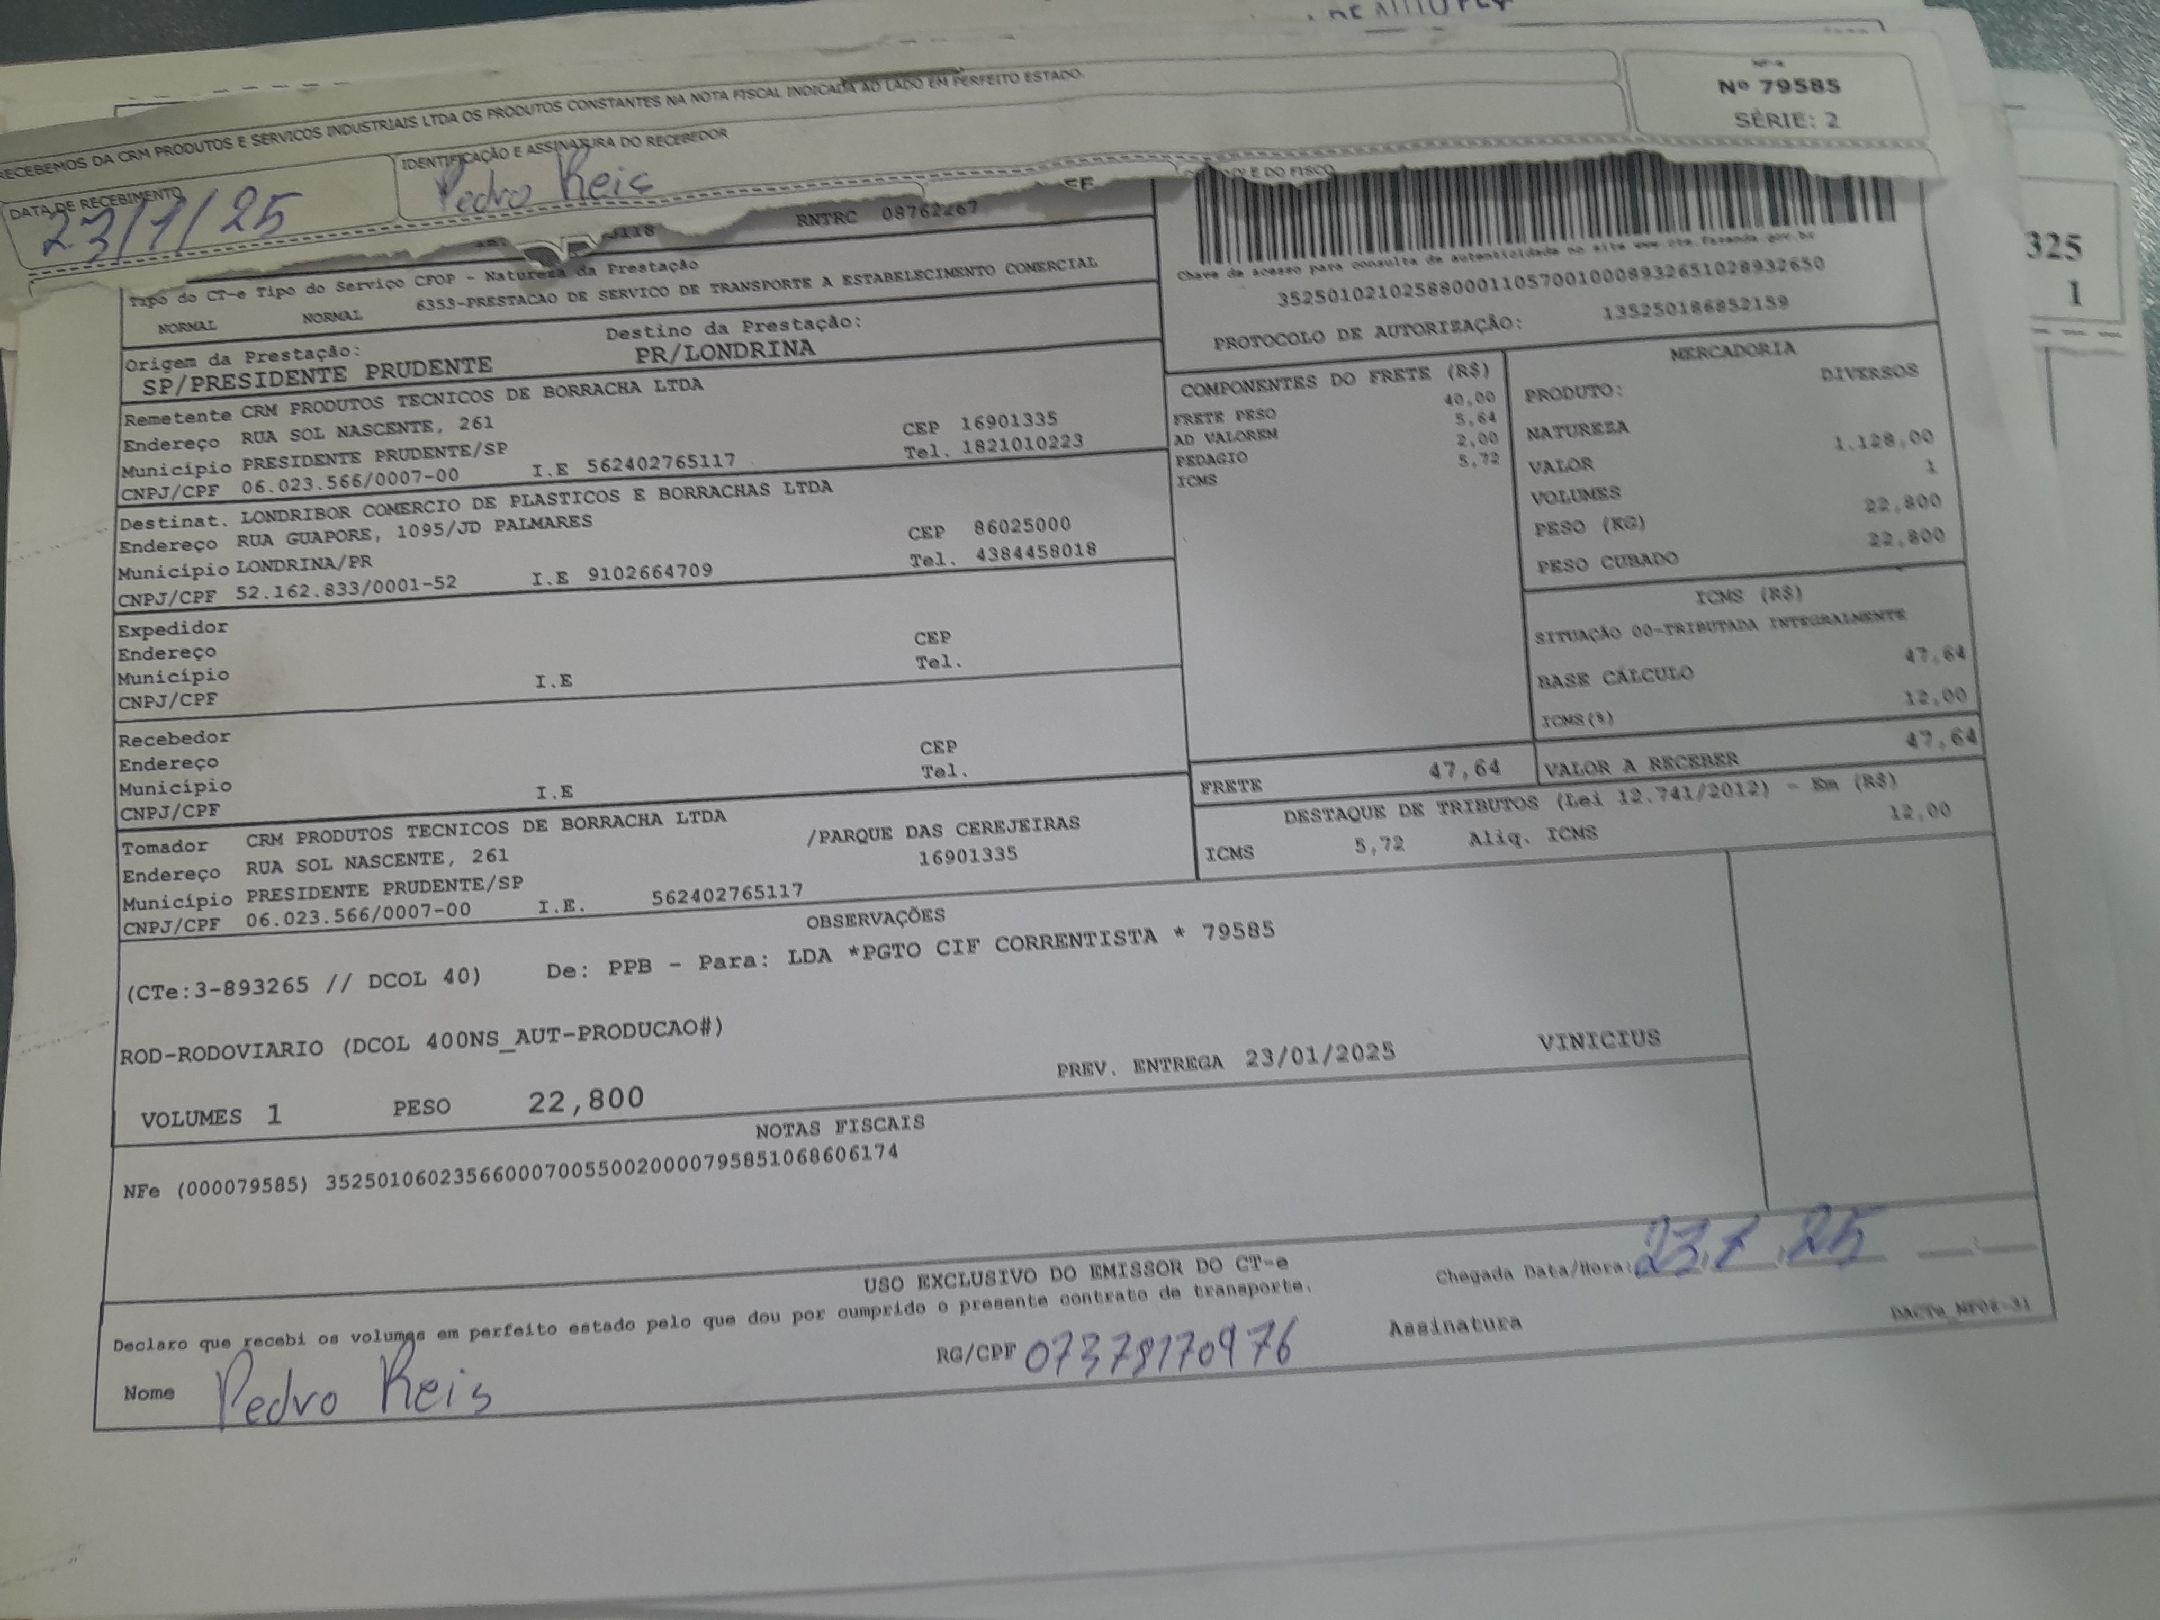 Nº 79585
SÉRIE: 2
RECEBEMOS DA CRM PRODUTOS E SERVICOS INDUSTRIAIS LTDA OS PRODUTOS CONSTANTES NA NOTA FISCAL INDICADA AO LADO EM PERFEITO ESTADO.
DATA DE RECEBIMENTO
23/1/25
IDENTIFICAÇÃO E ASSINATURA DO RECEBEDOR
Pedro Reis
E DO FISCO
RNTRC 08762267
325
1
Tipo do CT-e Tipo do Serviço CFOP - Natureza da Prestação
NORMAL NORMAL 6353-PRESTACAO DE SERVICO DE TRANSPORTE A ESTABELECIMENTO COMERCIAL
Chave de acesso para consulta de autenticidade no site www.cte.fazenda.gov.br
35250102102588000110570010008932651028932650
PROTOCOLO DE AUTORIZAÇÃO: 135250186852159
Origem da Prestação: Destino da Prestação:
SP/PRESIDENTE PRUDENTE PR/LONDRINA
Remetente CRM PRODUTOS TECNICOS DE BORRACHA LTDA
Endereço RUA SOL NASCENTE, 261 CEP 16901335
Município PRESIDENTE PRUDENTE/SP Tel. 1821010223
CNPJ/CPF 06.023.566/0007-00 I.E 562402765117
Destinat. LONDRIBOR COMERCIO DE PLASTICOS E BORRACHAS LTDA
Endereço RUA GUAPORE, 1095/JD PALMARES CEP 86025000
Município LONDRINA/PR Tel. 4384458018
CNPJ/CPF 52.162.833/0001-52 I.E 9102664709
Expedidor
Endereço CEP
Município Tel.
CNPJ/CPF I.E
Recebedor
Endereço CEP
Município Tel.
CNPJ/CPF I.E
Tomador CRM PRODUTOS TECNICOS DE BORRACHA LTDA
Endereço RUA SOL NASCENTE, 261 /PARQUE DAS CEREJEIRAS
Município PRESIDENTE PRUDENTE/SP 16901335
CNPJ/CPF 06.023.566/0007-00 I.E. 562402765117
COMPONENTES DO FRETE (R$)
FRETE PESO 40,00
AD VALOREM 5,64
PEDAGIO 2,00
ICMS 5,72
MERCADORIA
PRODUTO: DIVERSOS
NATUREZA
VALOR 1.128,00
VOLUMES 1
PESO (KG) 22,800
PESO CUBADO 22,800
ICMS (R$)
SITUAÇÃO 00-TRIBUTADA INTEGRALMENTE
BASE CÁLCULO 47,64
ICMS(%) 12,00
FRETE 47,64 VALOR A RECEBER 47,64
DESTAQUE DE TRIBUTOS (Lei 12.741/2012) - Em (R$)
ICMS 5,72 Aliq. ICMS 12,00
OBSERVAÇÕES
(CTe:3-893265 // DCOL 40) De: PPB - Para: LDA *PGTO CIF CORRENTISTA * 79585
ROD-RODOVIARIO (DCOL 400NS_AUT-PRODUCAO#)
PREV. ENTREGA 23/01/2025 VINICIUS
VOLUMES 1 PESO 22,800
NOTAS FISCAIS
NFe (000079585) 35250106023566000700550020000795851068606174
USO EXCLUSIVO DO EMISSOR DO CT-e
Declaro que recebi os volumes em perfeito estado pelo que dou por cumprido o presente contrato de transporte.
Chegada Data/Hora: 23.1.25
Nome Pedro Reis RG/CPF 07378170976 Assinatura
DACTe NF08-31